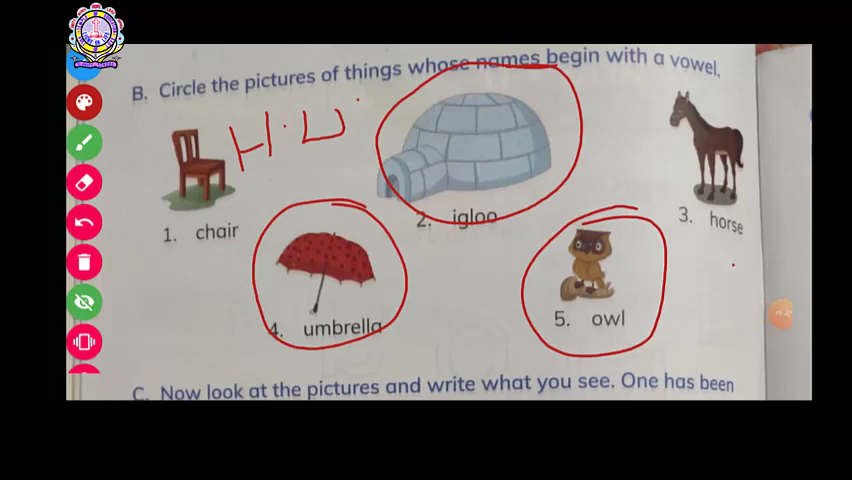 B. Circle the pictures of things whose names begin with a vowel.
H.W.
1. chair
2. igloo
3. horse
4. umbrella
5. owl
C. Now look at the pictures and write what you see. One has been